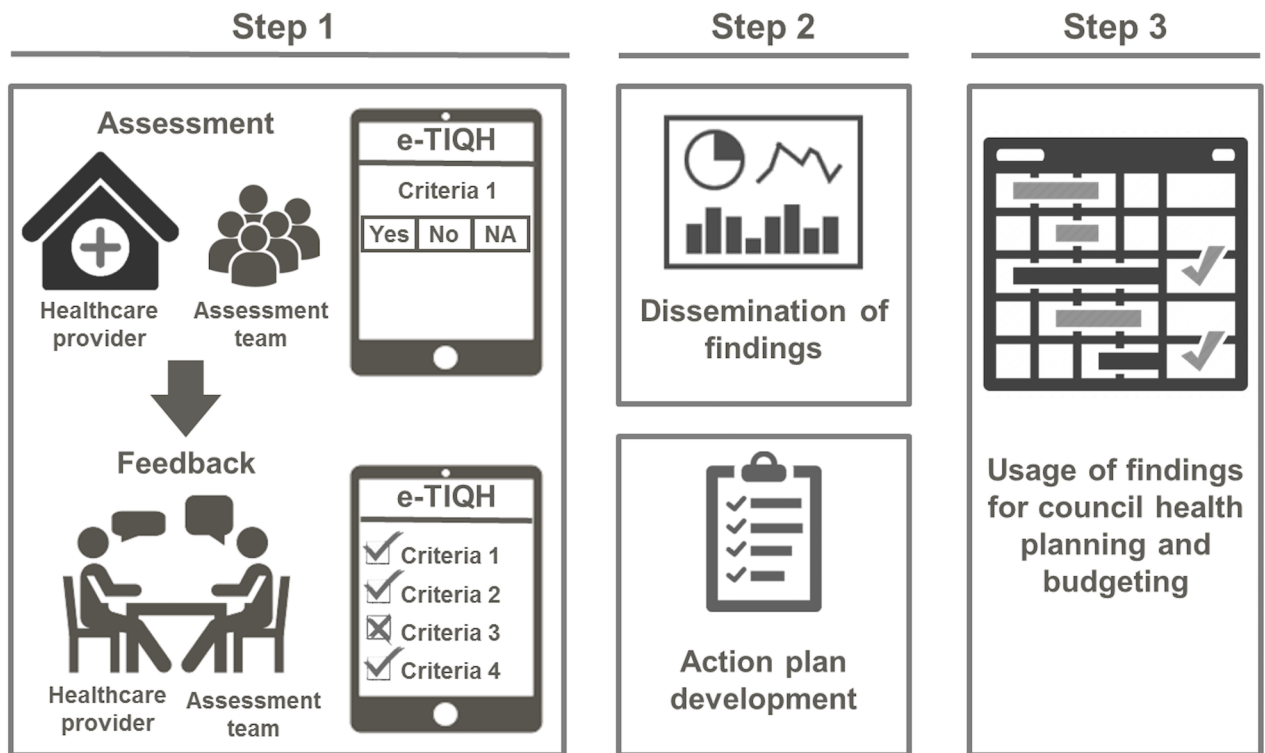 Step 1
Assessment
Healthcare
provider
Assessment
team
e-TIQH
Criteria 1
Yes No NA
Feedback
Healthcare
provider
Assessment
team
e-TIQH
Criteria 1
Criteria 2
Criteria 3
Criteria 4
Step 2
Dissemination of
findings
Action plan
development
Step 3
Usage of findings
for council health
planning and
budgeting